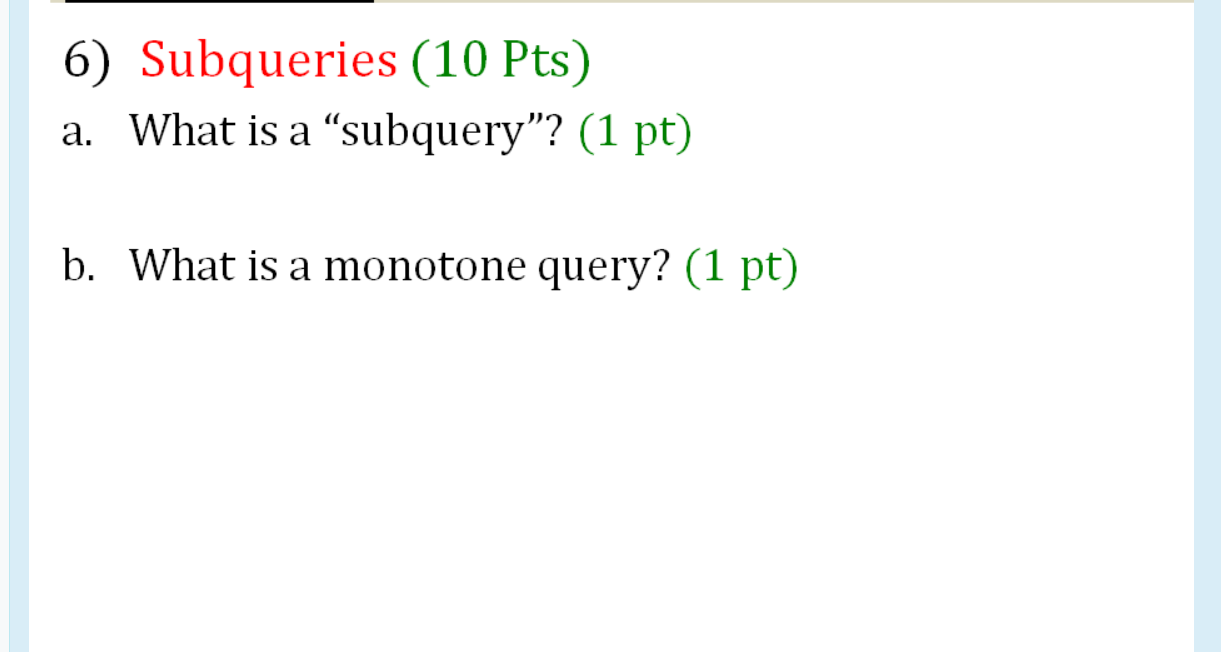 6) Subqueries (10 Pts)
a. What is a “subquery”? (1 pt)
b. What is a monotone query? (1 pt)